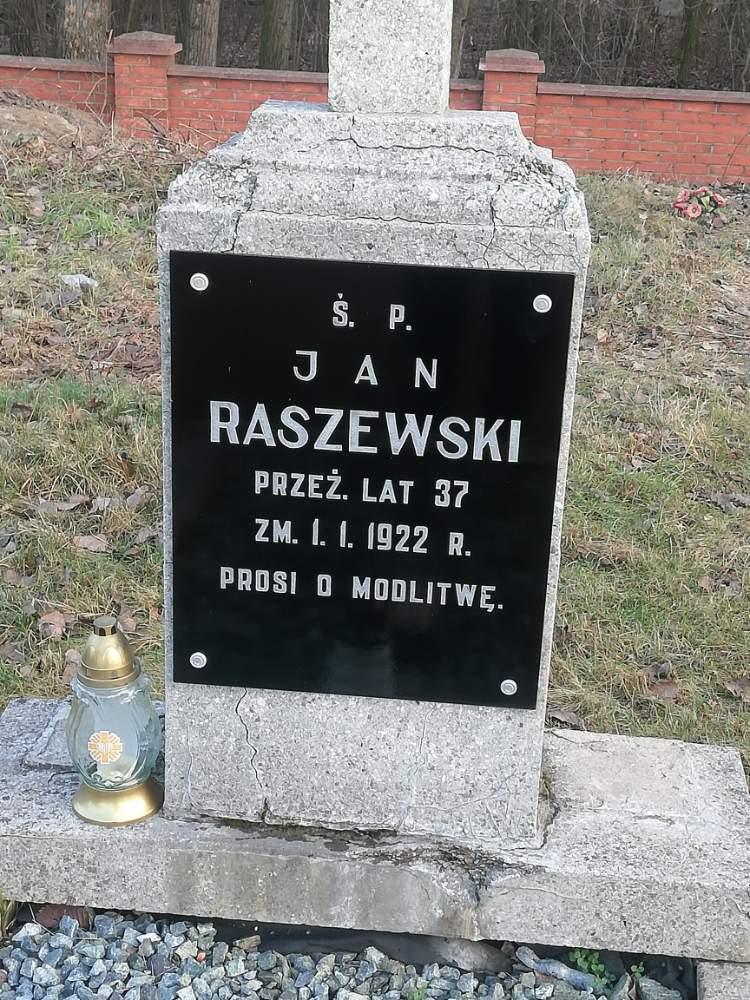 Ś. P.
JAN
RASZEWSKI
PRZEŻ. LAT 37
ZM. 1. 1. 1922 R.
PROSI O MODLITWĘ.